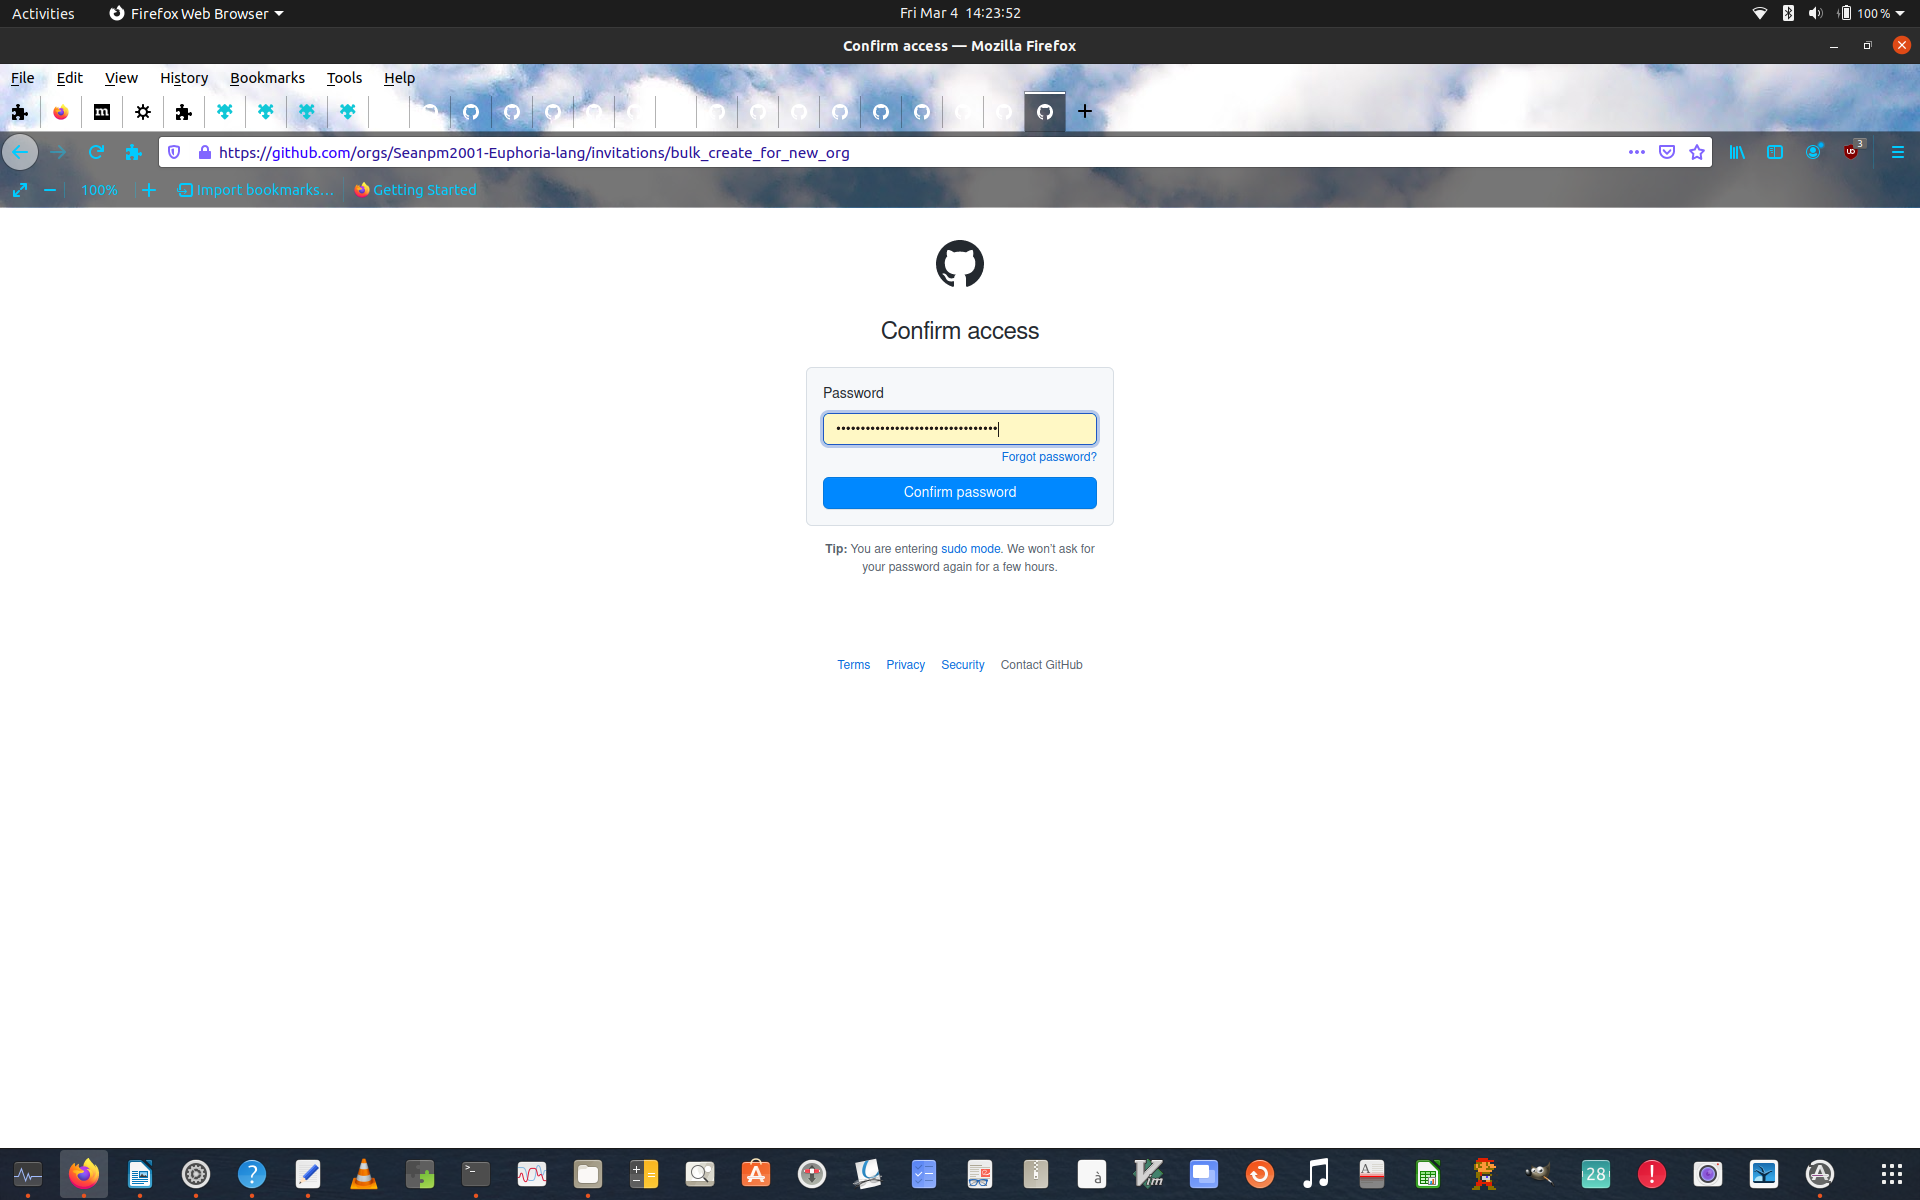 Activities
Firefox Web Browser
Fri Mar 4 14:23:52
100 %
Confirm access — Mozilla Firefox
File Edit View History Bookmarks Tools Help
https://github.com/orgs/Seanpm2001-Euphoria-lang/invitations/bulk_create_for_new_org
3
100%
Import bookmarks…
Getting Started
Confirm access
Password
Forgot password?
Confirm password
Tip: You are entering sudo mode. We won't ask for
your password again for a few hours.
Terms Privacy Security Contact GitHub
28